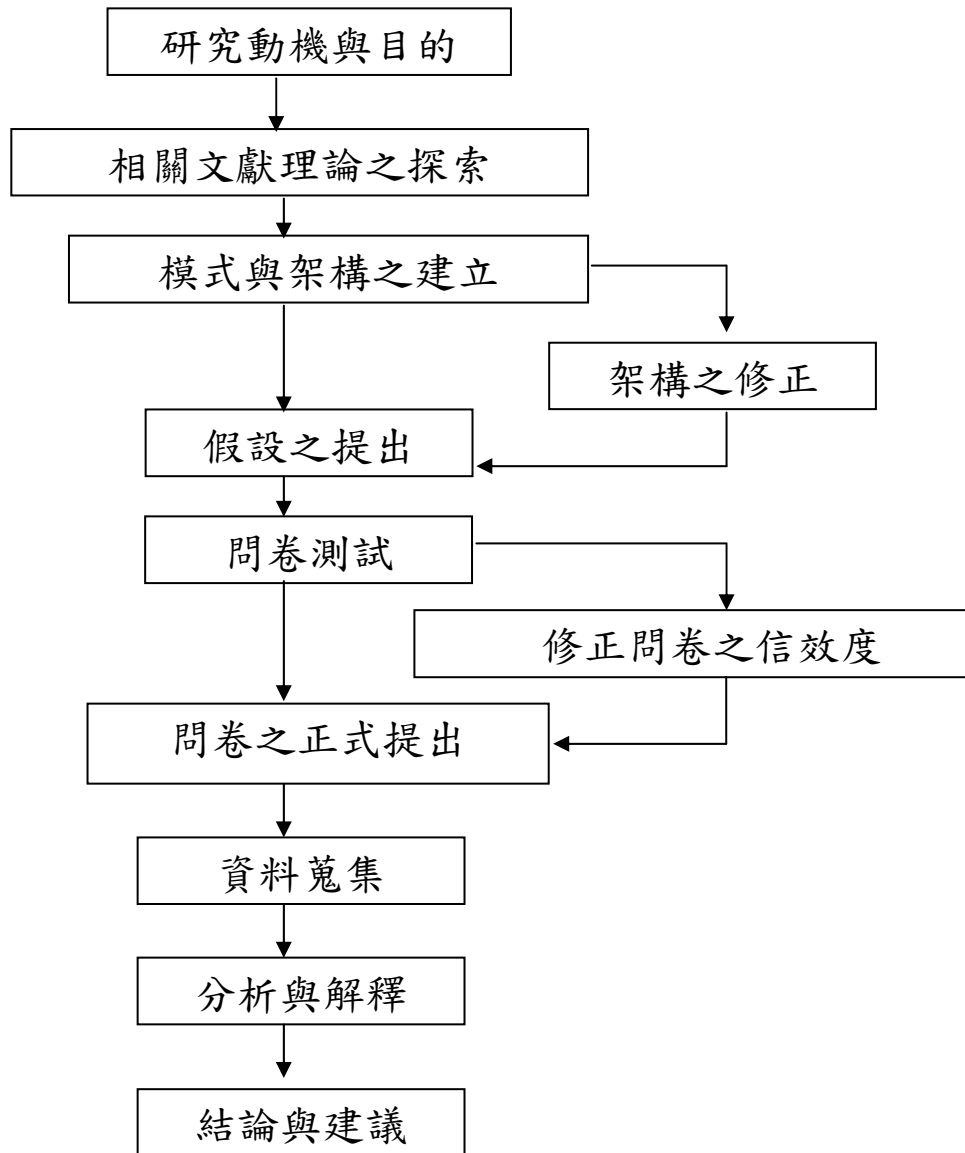 研究動機與目的
相關文獻理論之探索
模式與架構之建立
架構之修正
假設之提出
問卷測試
修正問卷之信效度
問卷之正式提出
資料蒐集
分析與解釋
結論與建議